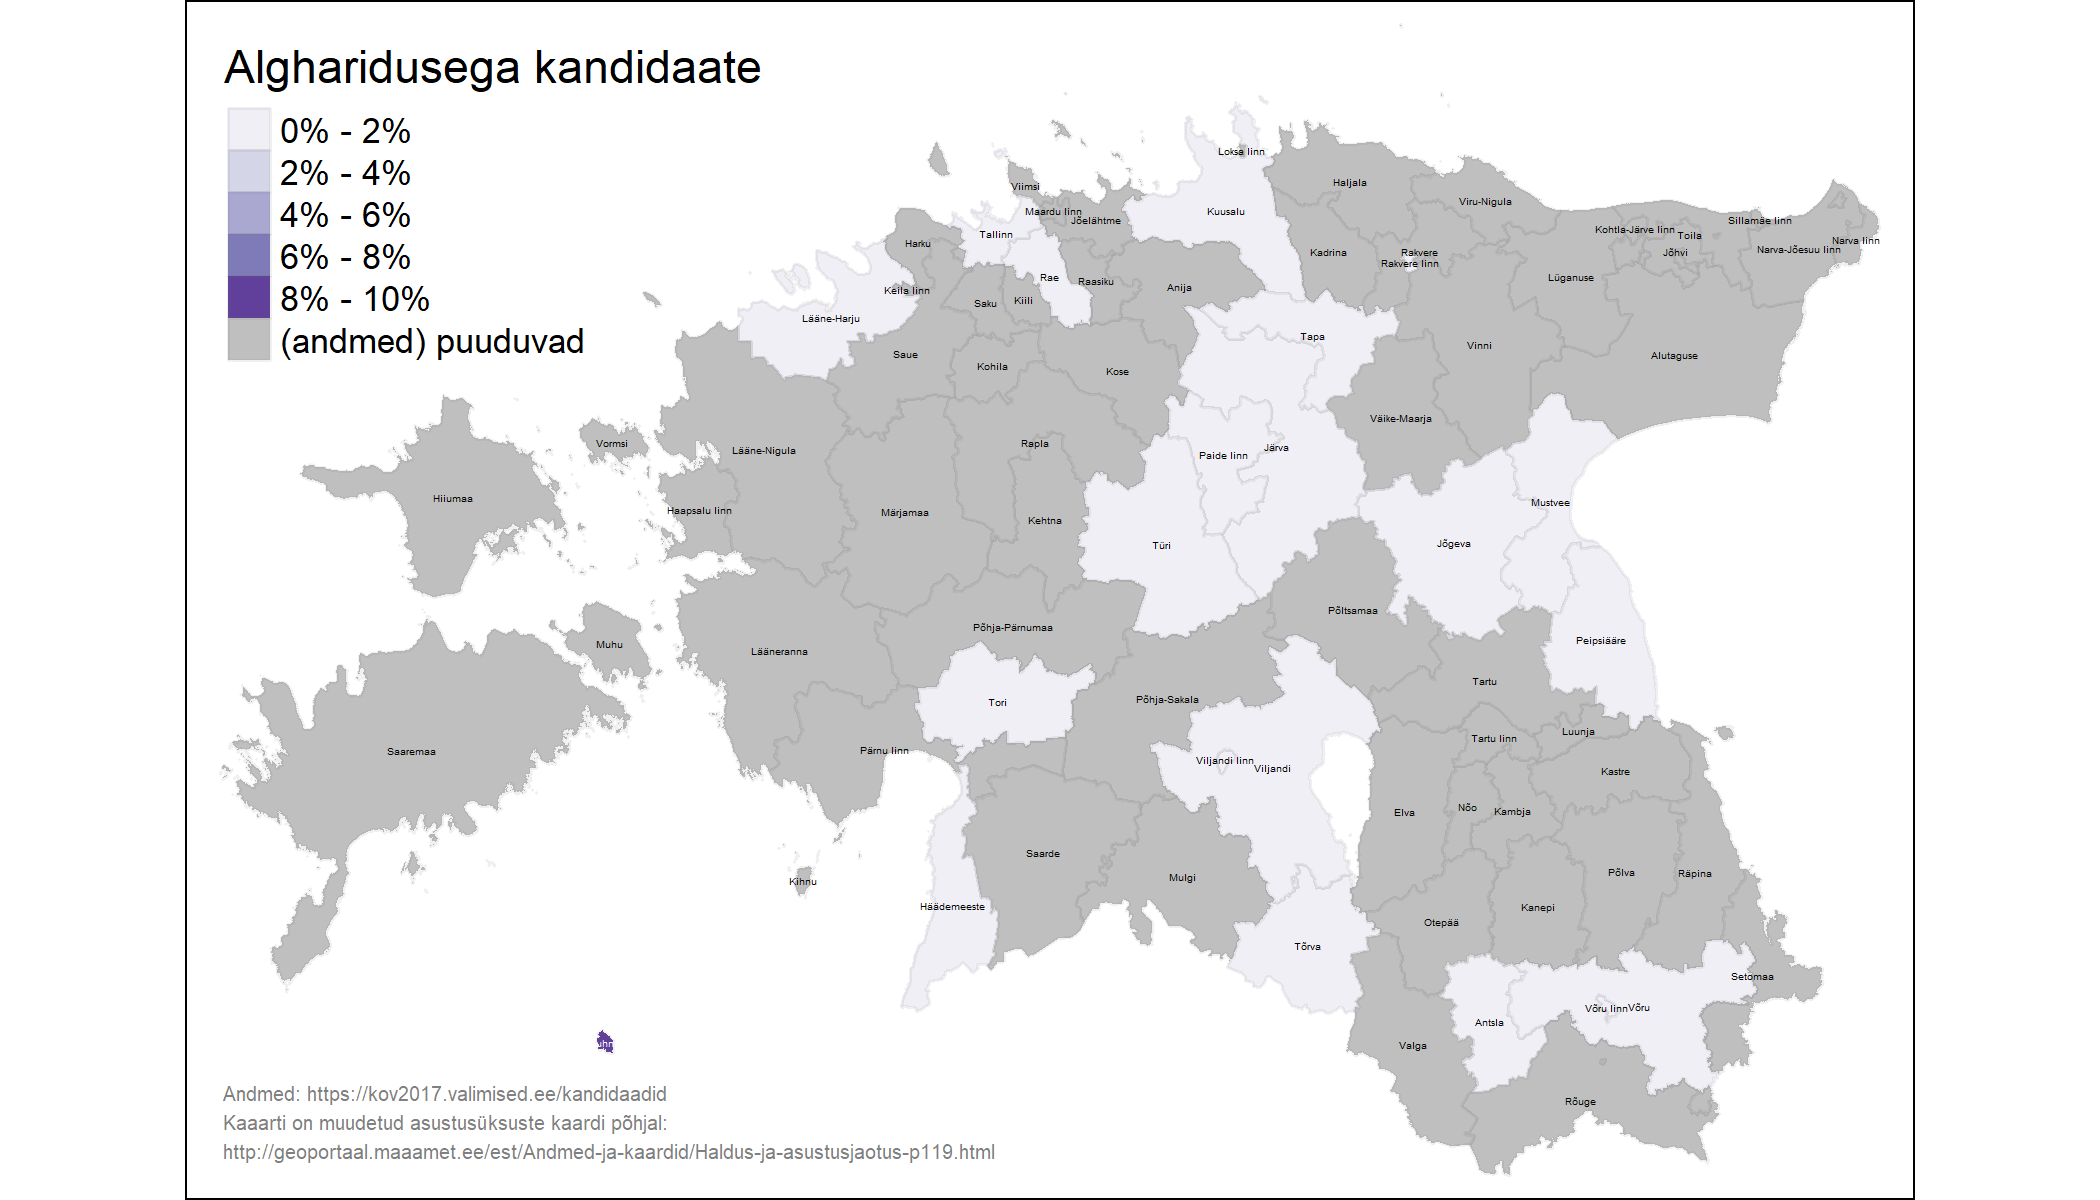 Algharidusega kandidaate
0% - 2%
2% - 4%
4% - 6%
6% - 8%
8% - 10%
(andmed) puuduvad
Loksa linn
Haljala
Viimsi
Viru-Nigula
Maardu linn
Kuusalu
Jõelähtme
Sillamäe linn
Kohtla-Järve linn
Toila
Tallinn
Narva linn
Harku
Narva-Jõesuu linn
Kadrina
Rakvere
Jõhvi
Rakvere linn
Rae
Raasiku
Lüganuse
Anija
Keila linn
Saku
Kiili
Lääne-Harju
Tapa
Vinni
Saue
Alutaguse
Kohila
Kose
Väike-Maarja
Vormsi
Rapla
Lääne-Nigula
Järva
Paide linn
Hiiumaa
Mustvee
Haapsalu linn
Märjamaa
Kehtna
Türi
Jõgeva
Põltsamaa
Põhja-Pärnumaa
Peipsiääre
Muhu
Lääneranna
Tartu
Põhja-Sakala
Tori
Luunja
Tartu linn
Saaremaa
Pärnu linn
Viljandi linn
Viljandi
Kastre
Nõo
Elva
Kambja
Saarde
Põlva
Räpina
Mulgi
Kihnu
Häädemeeste
Kanepi
Otepää
Tõrva
Setomaa
Võru linn
Võru
Antsla
Valga
Rõuge
Andmed: https://kov2017.valimised.ee/kandidaadid
Kaaarti on muudetud asustusüksuste kaardi põhjal:
http://geoportaal.maaamet.ee/est/Andmed-ja-kaardid/Haldus-ja-asustusjaotus-p119.html